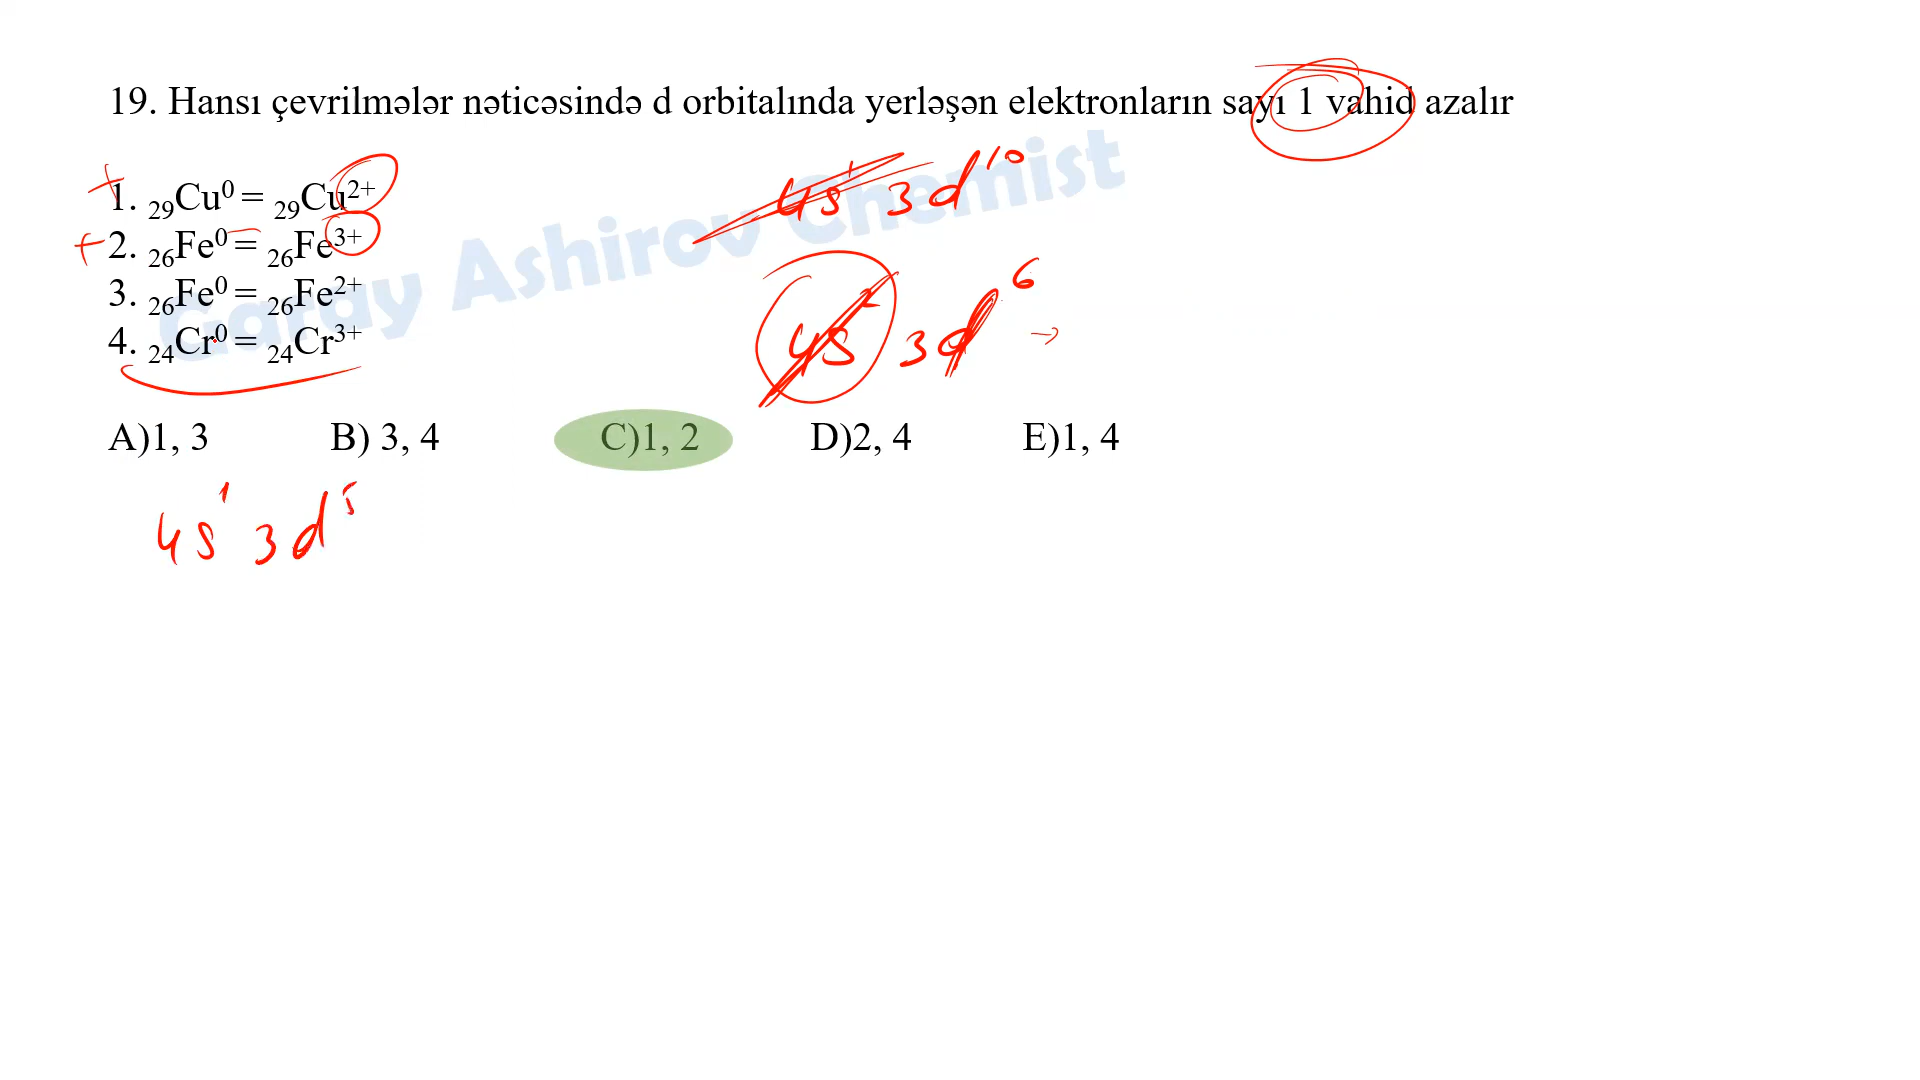 19. Hansı çevrilmələr nəticəsində d orbitalında yerləşən elektronların sayı 1 vahid azalır
+ 1. ₂₉Cu⁰ = ₂₉Cu²⁺
4s¹ 3d¹⁰
+ 2. ₂₆Fe⁰ = ₂₆Fe³⁺
3. ₂₆Fe⁰ = ₂₆Fe²⁺
4s² 3d⁶ →
4. ₂₄Cr⁰ = ₂₄Cr³⁺
Garay Ashirov Chemist
A)1, 3 B) 3, 4 C)1, 2 D)2, 4 E)1, 4
4s¹ 3d⁵